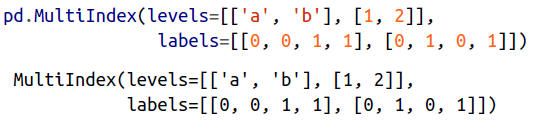 pd.MultiIndex(levels=[['a', 'b'], [1, 2]],
labels=[[0, 0, 1, 1], [0, 1, 0, 1]])
MultiIndex(levels=[['a', 'b'], [1, 2]],
labels=[[0, 0, 1, 1], [0, 1, 0, 1]])